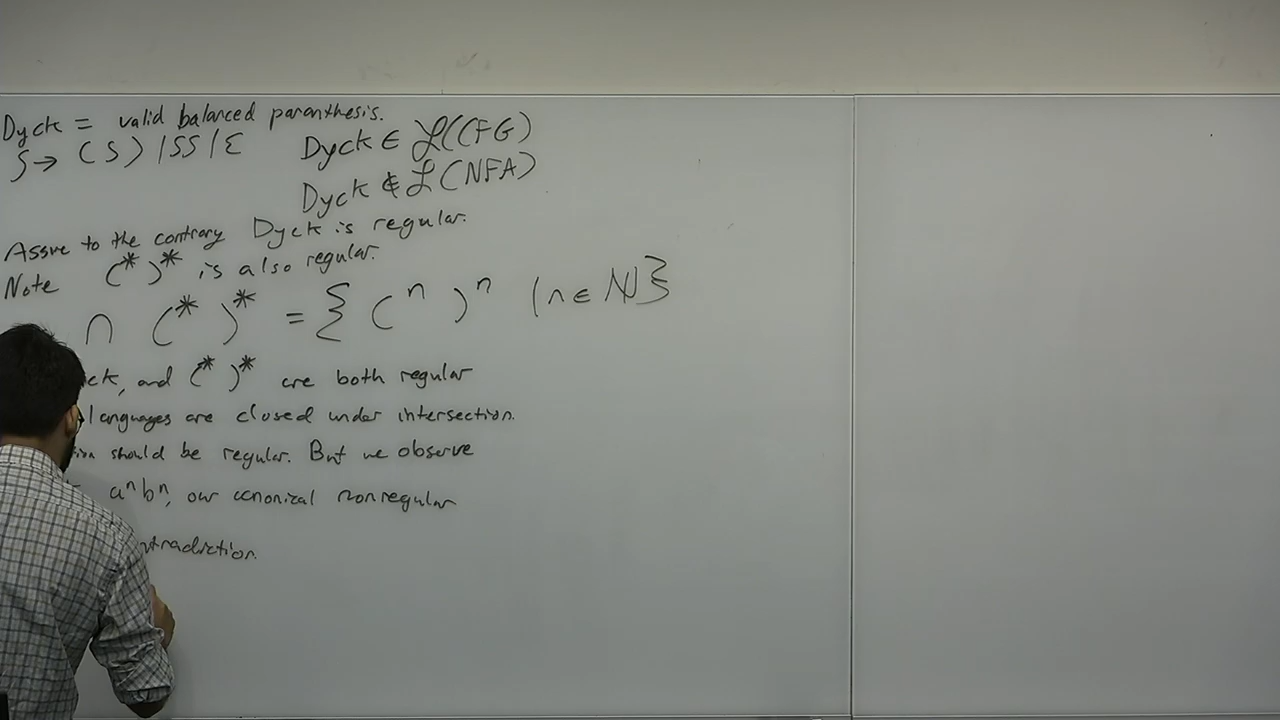 Dyck = valid balanced paranthesis.
S → (S) | SS | ε
Dyck ∈ ℒ(CFG)
Dyck ∉ ℒ(NFA)
Assue to the contrary Dyck is regular.
Note (* )* is also regular.
∩ (* )* = { (ⁿ )ⁿ | n ∈ ℕ }
ck, and (* )* are both regular
languages are closed under intersection.
should be regular. But we observe
aⁿbⁿ, our canonical nonregular
ntradiction.